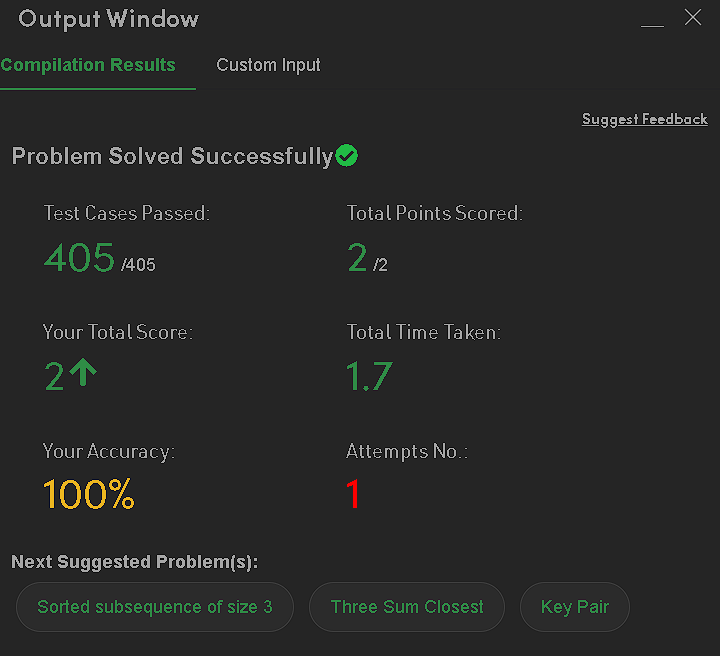 Output Window
Compilation Results Custom Input
Suggest Feedback
Problem Solved Successfully
Test Cases Passed: Total Points Scored:
405 /405 2 /2
Your Total Score: Total Time Taken:
2 1.7
Your Accuracy: Attempts No.:
100% 1
Next Suggested Problem(s):
Sorted subsequence of size 3 Three Sum Closest Key Pair